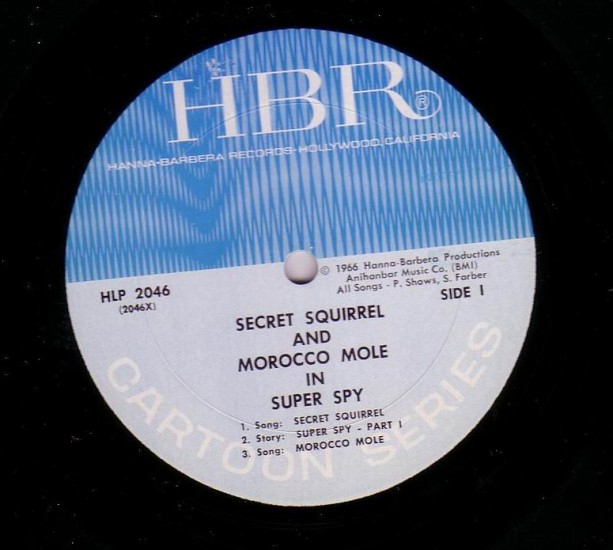 HBR®
HANNA-BARBERA RECORDS-HOLLYWOOD, CALIFORNIA
© 1966 Hanna-Barbera Productions
Anihanbar Music Co. (BMI)
All Songs - P. Shows, S. Farber
HLP 2046
(2046X)
SIDE I
SECRET SQUIRREL
AND
MOROCCO MOLE
IN
SUPER SPY
1. Song: SECRET SQUIRREL
2. Story: SUPER SPY - PART I
3. Song: MOROCCO MOLE
CARTOON SERIES